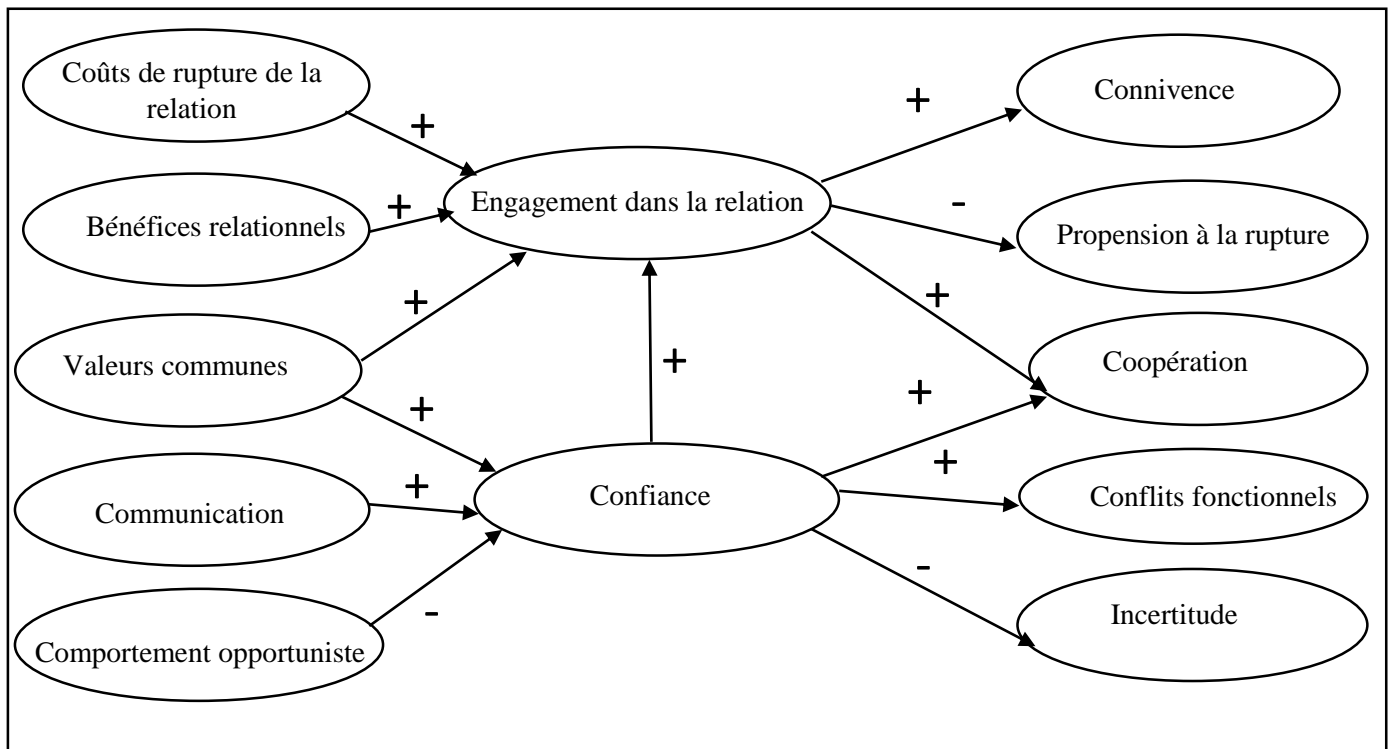 Coûts de rupture de la
relation
+
Bénéfices relationnels
+
Valeurs communes
+
+
Communication
+
Comportement opportuniste
-
Engagement dans la relation
+
Confiance
+
-
+
+
+
-
Connivence
Propension à la rupture
Coopération
Conflits fonctionnels
Incertitude